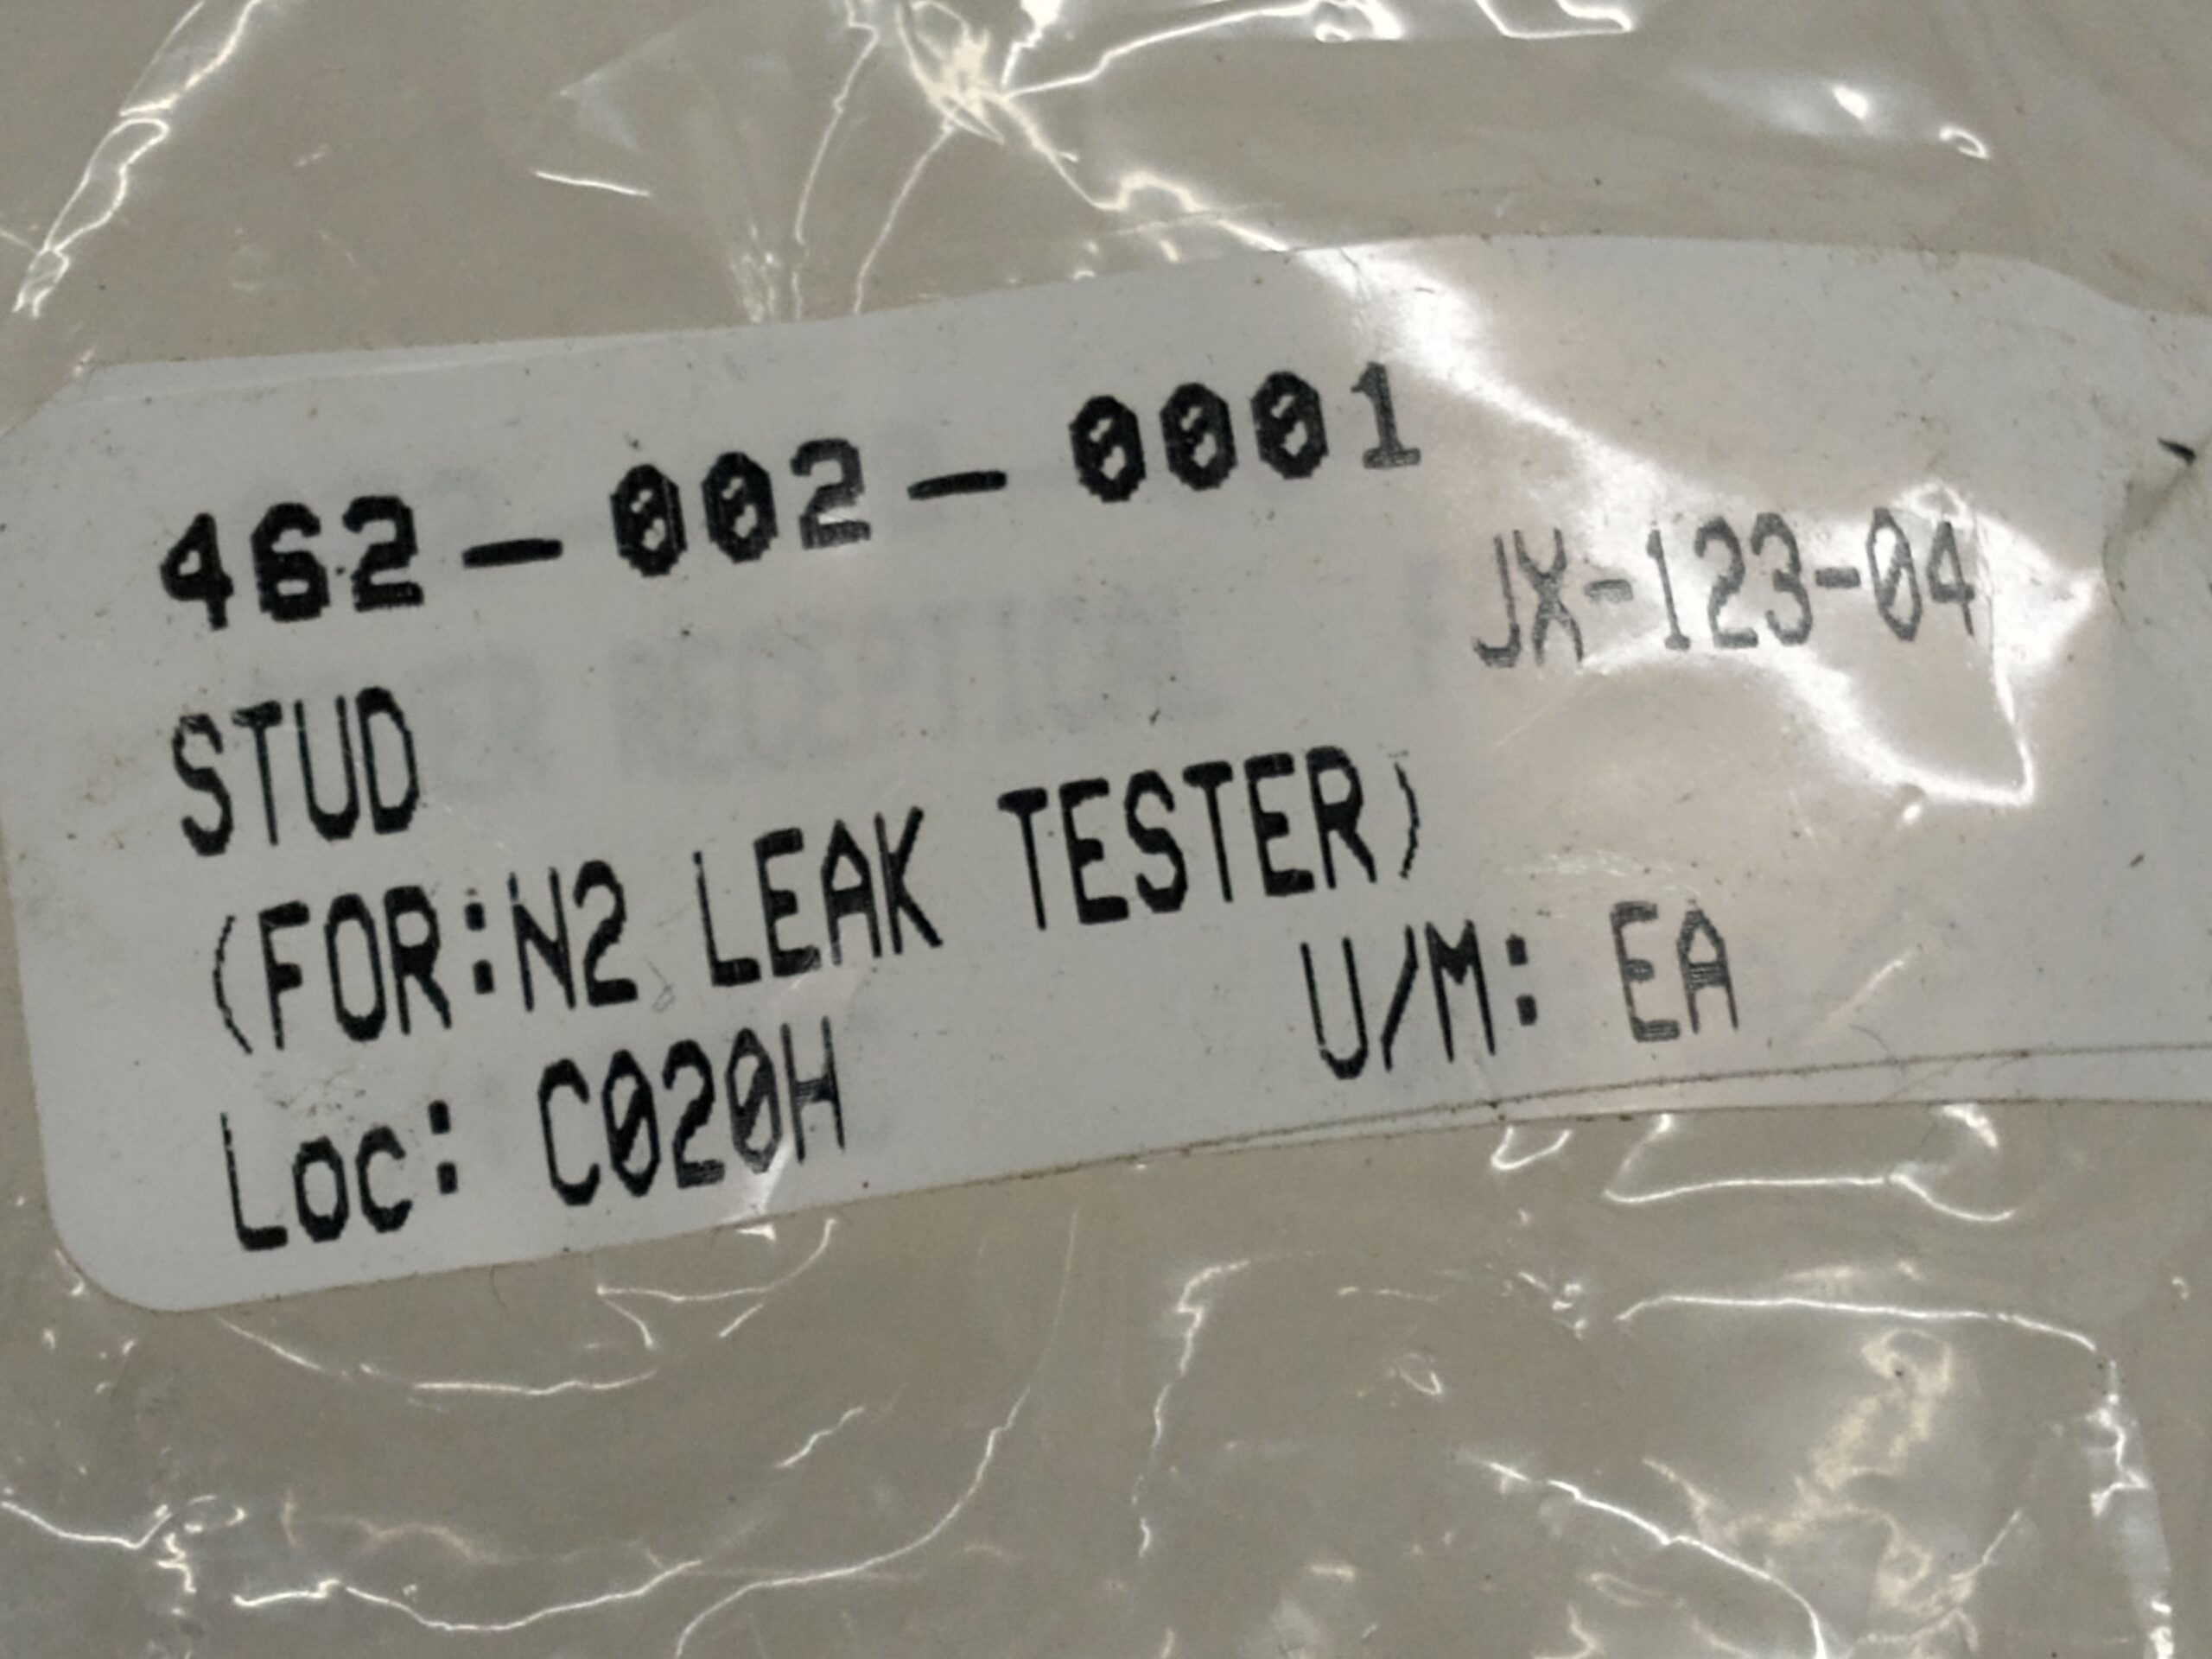 462-002-0001
JX-123-04
STUD
(FOR:N2 LEAK TESTER)
Loc: C020H U/M: EA